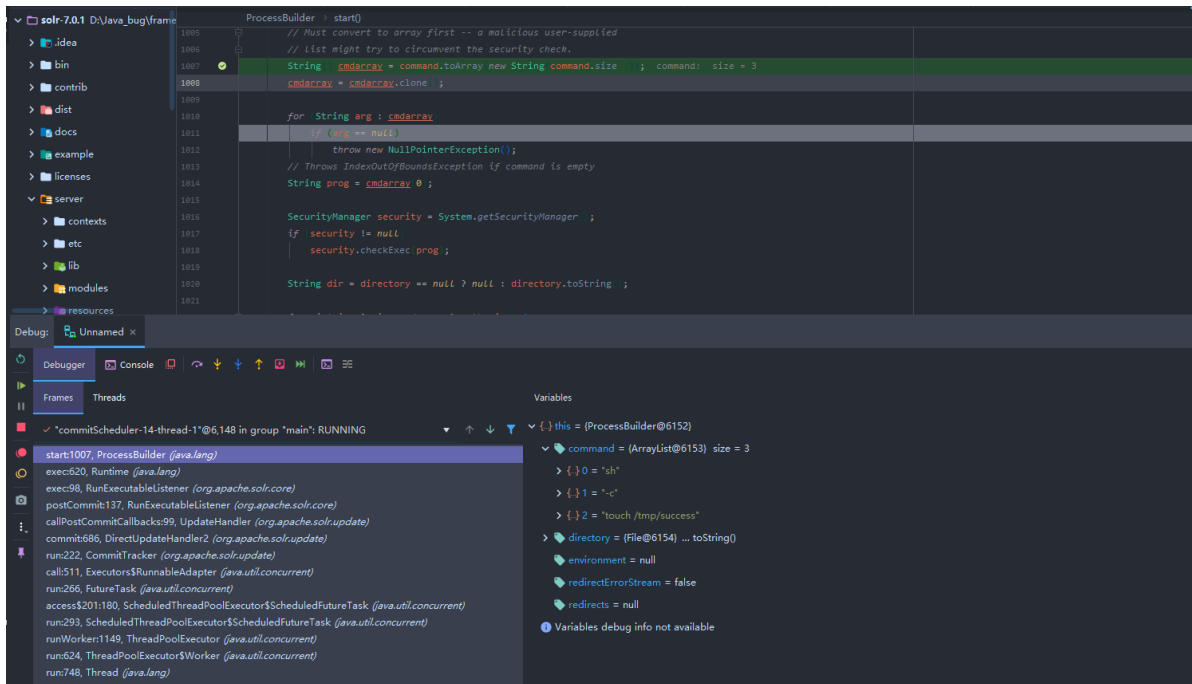 solr-7.0.1 D:\Java_bug\frame
.idea
bin
contrib
dist
docs
example
licenses
server
contexts
etc
lib
modules
resources
ProcessBuilder › start()
1005 // Must convert to array first -- a malicious user-supplied
1006 // list might try to circumvent the security check.
1007 String cmdarray = command.toArray new String command.size ; command: size = 3
1008 cmdarray = cmdarray.clone ;
1009
1010 for String arg : cmdarray
1011 if (arg == null)
1012 throw new NullPointerException();
1013 // Throws IndexOutOfBoundsException if command is empty
1014 String prog = cmdarray 0 ;
1015
1016 SecurityManager security = System.getSecurityManager ;
1017 if security != null
1018 security.checkExec prog ;
1019
1020 String dir = directory == null ? null : directory.toString ;
1021
Debug: Unnamed ×
Debugger Console
Frames Threads
"commitScheduler-14-thread-1"@6,148 in group "main": RUNNING
start:1007, ProcessBuilder (java.lang)
exec:620, Runtime (java.lang)
exec:98, RunExecutableListener (org.apache.solr.core)
postCommit:137, RunExecutableListener (org.apache.solr.core)
callPostCommitCallbacks:99, UpdateHandler (org.apache.solr.update)
commit:686, DirectUpdateHandler2 (org.apache.solr.update)
run:222, CommitTracker (org.apache.solr.update)
call:511, Executors$RunnableAdapter (java.util.concurrent)
run:266, FutureTask (java.util.concurrent)
access$201:180, ScheduledThreadPoolExecutor$ScheduledFutureTask (java.util.concurrent)
run:293, ScheduledThreadPoolExecutor$ScheduledFutureTask (java.util.concurrent)
runWorker:1149, ThreadPoolExecutor (java.util.concurrent)
run:624, ThreadPoolExecutor$Worker (java.util.concurrent)
run:748, Thread (java.lang)
Variables
{..} this = {ProcessBuilder@6152}
command = {ArrayList@6153} size = 3
{..} 0 = "sh"
{..} 1 = "-c"
{..} 2 = "touch /tmp/success"
directory = {File@6154} ... toString()
environment = null
redirectErrorStream = false
redirects = null
Variables debug info not available